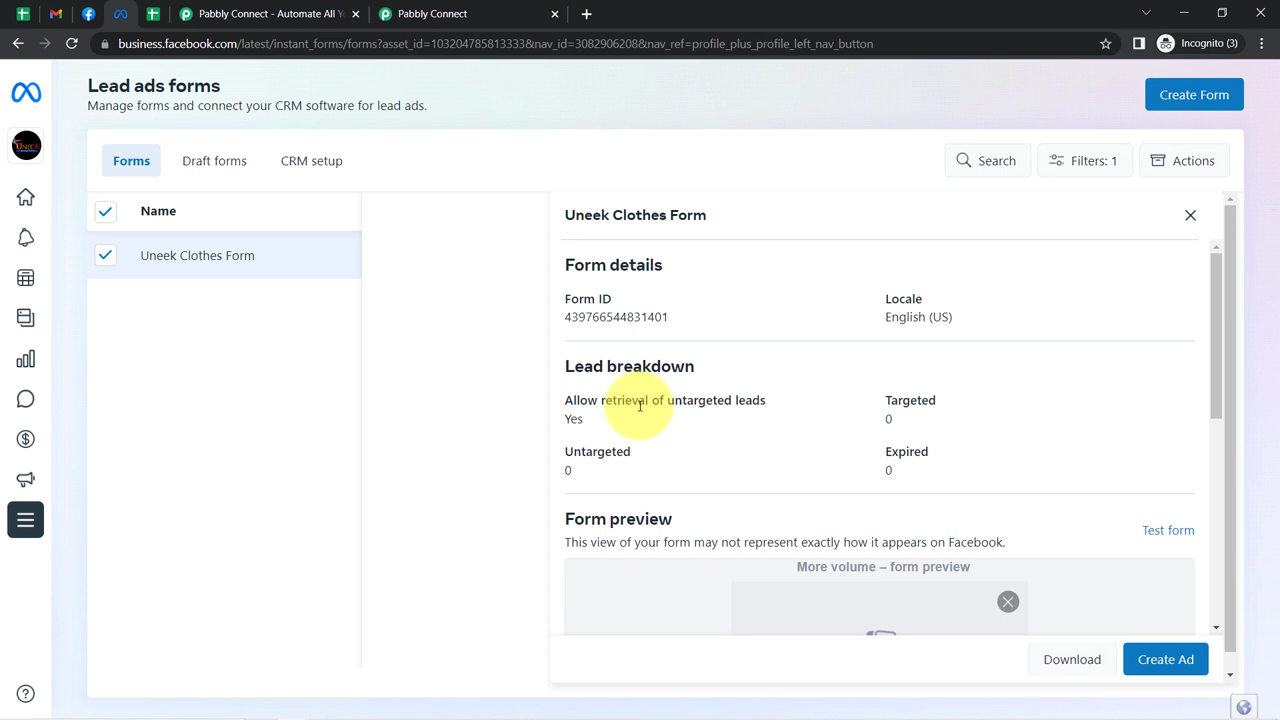 Pabbly Connect - Automate All Y
Pabbly Connect
business.facebook.com/latest/instant_forms/forms?asset_id=103204785813333&nav_id=3082906208&nav_ref=profile_plus_profile_left_nav_button
Incognito (3)
Lead ads forms
Manage forms and connect your CRM software for lead ads.
Create Form
Forms
Draft forms
CRM setup
Search
Filters: 1
Actions
Name
Uneek Clothes Form
Uneek Clothes Form
Form details
Form ID
439766544831401
Locale
English (US)
Lead breakdown
Allow retrieval of untargeted leads
Yes
Targeted
0
Untargeted
0
Expired
0
Form preview
This view of your form may not represent exactly how it appears on Facebook.
Test form
More volume – form preview
Download
Create Ad